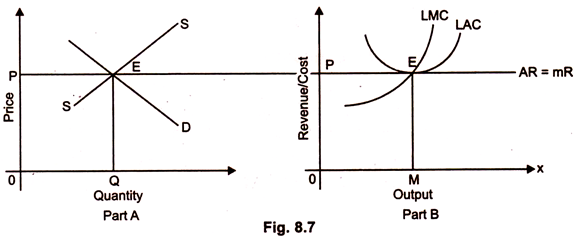 S
E
P
S
D
Price
0
Q
Quantity
Part A
LMC
LAC
E
P
AR = mR
Revenue/Cost
0
M
x
Output
Part B
Fig. 8.7